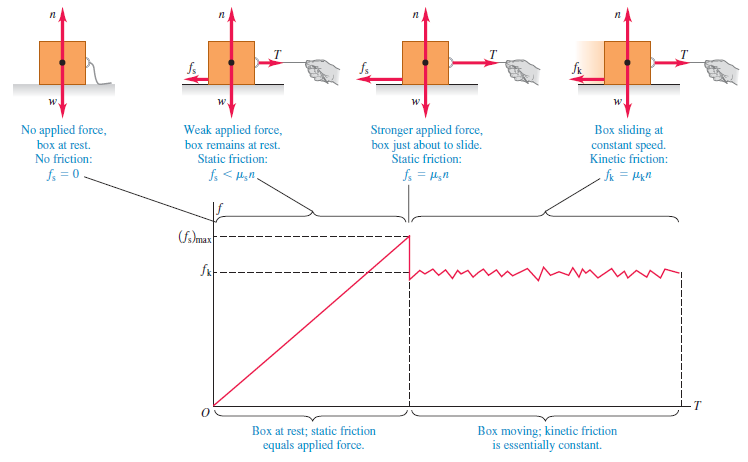 n
w
No applied force,
box at rest.
No friction:
fs = 0
n
fs
T
w
Weak applied force,
box remains at rest.
Static friction:
fs < μsn
n
fs
T
w
Stronger applied force,
box just about to slide.
Static friction:
fs = μsn
n
fk
T
w
Box sliding at
constant speed.
Kinetic friction:
fk = μkn
f
(fs)max
fk
O
T
Box at rest; static friction
equals applied force.
Box moving; kinetic friction
is essentially constant.